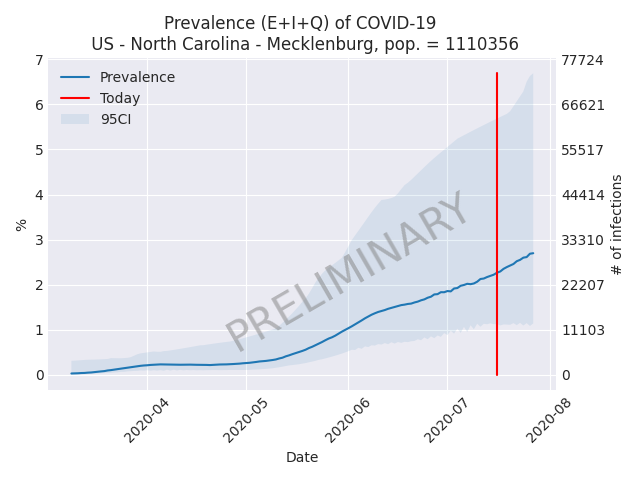 Prevalence (E+I+Q) of COVID-19
US - North Carolina - Mecklenburg, pop. = 1110356
7
6
5
4
3
2
1
0
%
Prevalence
Today
95CI
PRELIMINARY
77724
66621
55517
44414
33310
22207
11103
0
# of infections
2020-04
2020-05
2020-06
2020-07
2020-08
Date